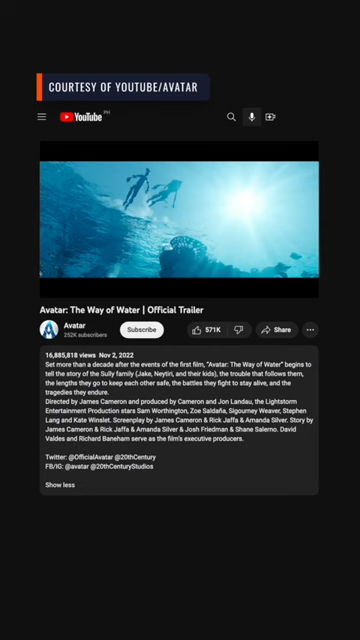 COURTESY OF YOUTUBE/AVATAR
YouTube PH
Avatar: The Way of Water | Official Trailer
Avatar
252K subscribers
Subscribe
571K
Share
16,885,818 views Nov 2, 2022
Set more than a decade after the events of the first film, "Avatar: The Way of Water" begins to
tell the story of the Sully family (Jake, Neytiri, and their kids), the trouble that follows them,
the lengths they go to keep each other safe, the battles they fight to stay alive, and the
tragedies they endure.
Directed by James Cameron and produced by Cameron and Jon Landau, the Lightstorm
Entertainment Production stars Sam Worthington, Zoe Saldaña, Sigourney Weaver, Stephen
Lang and Kate Winslet. Screenplay by James Cameron & Rick Jaffa & Amanda Silver. Story by
James Cameron & Rick Jaffa & Amanda Silver & Josh Friedman & Shane Salerno. David
Valdes and Richard Baneham serve as the film's executive producers.
Twitter: @OfficialAvatar @20thCentury
FB/IG: @avatar @20thCenturyStudios
Show less